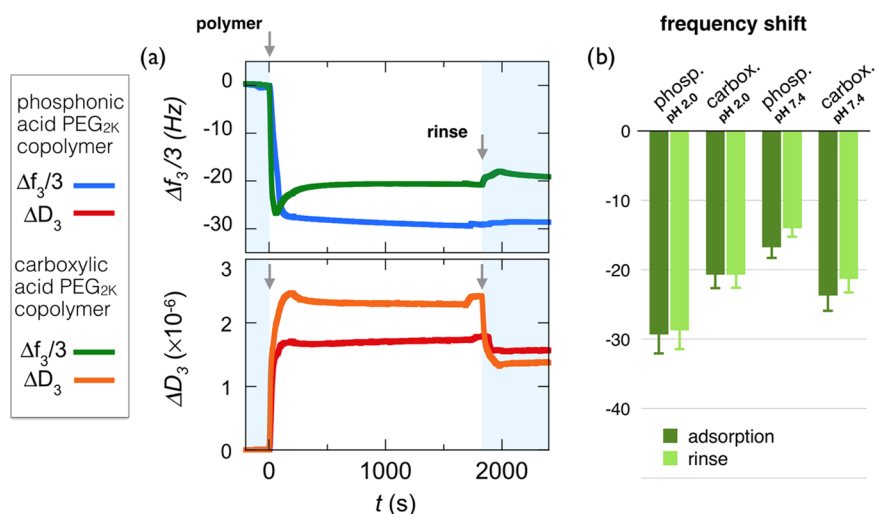 polymer
(a)
phosphonic
acid PEG2K
copolymer
Δf3/3
ΔD3
carboxylic
acid PEG2K
copolymer
Δf3/3
ΔD3
0
-10
-20
-30
Δf3/3 (Hz)
rinse
3
2
1
0
ΔD3 (×10-6)
0
1000
2000
t (s)
frequency shift
(b)
phosp.
pH 2.0
carbox.
pH 2.0
phosp.
pH 7.4
carbox.
pH 7.4
0
-10
-20
-30
-40
adsorption
rinse